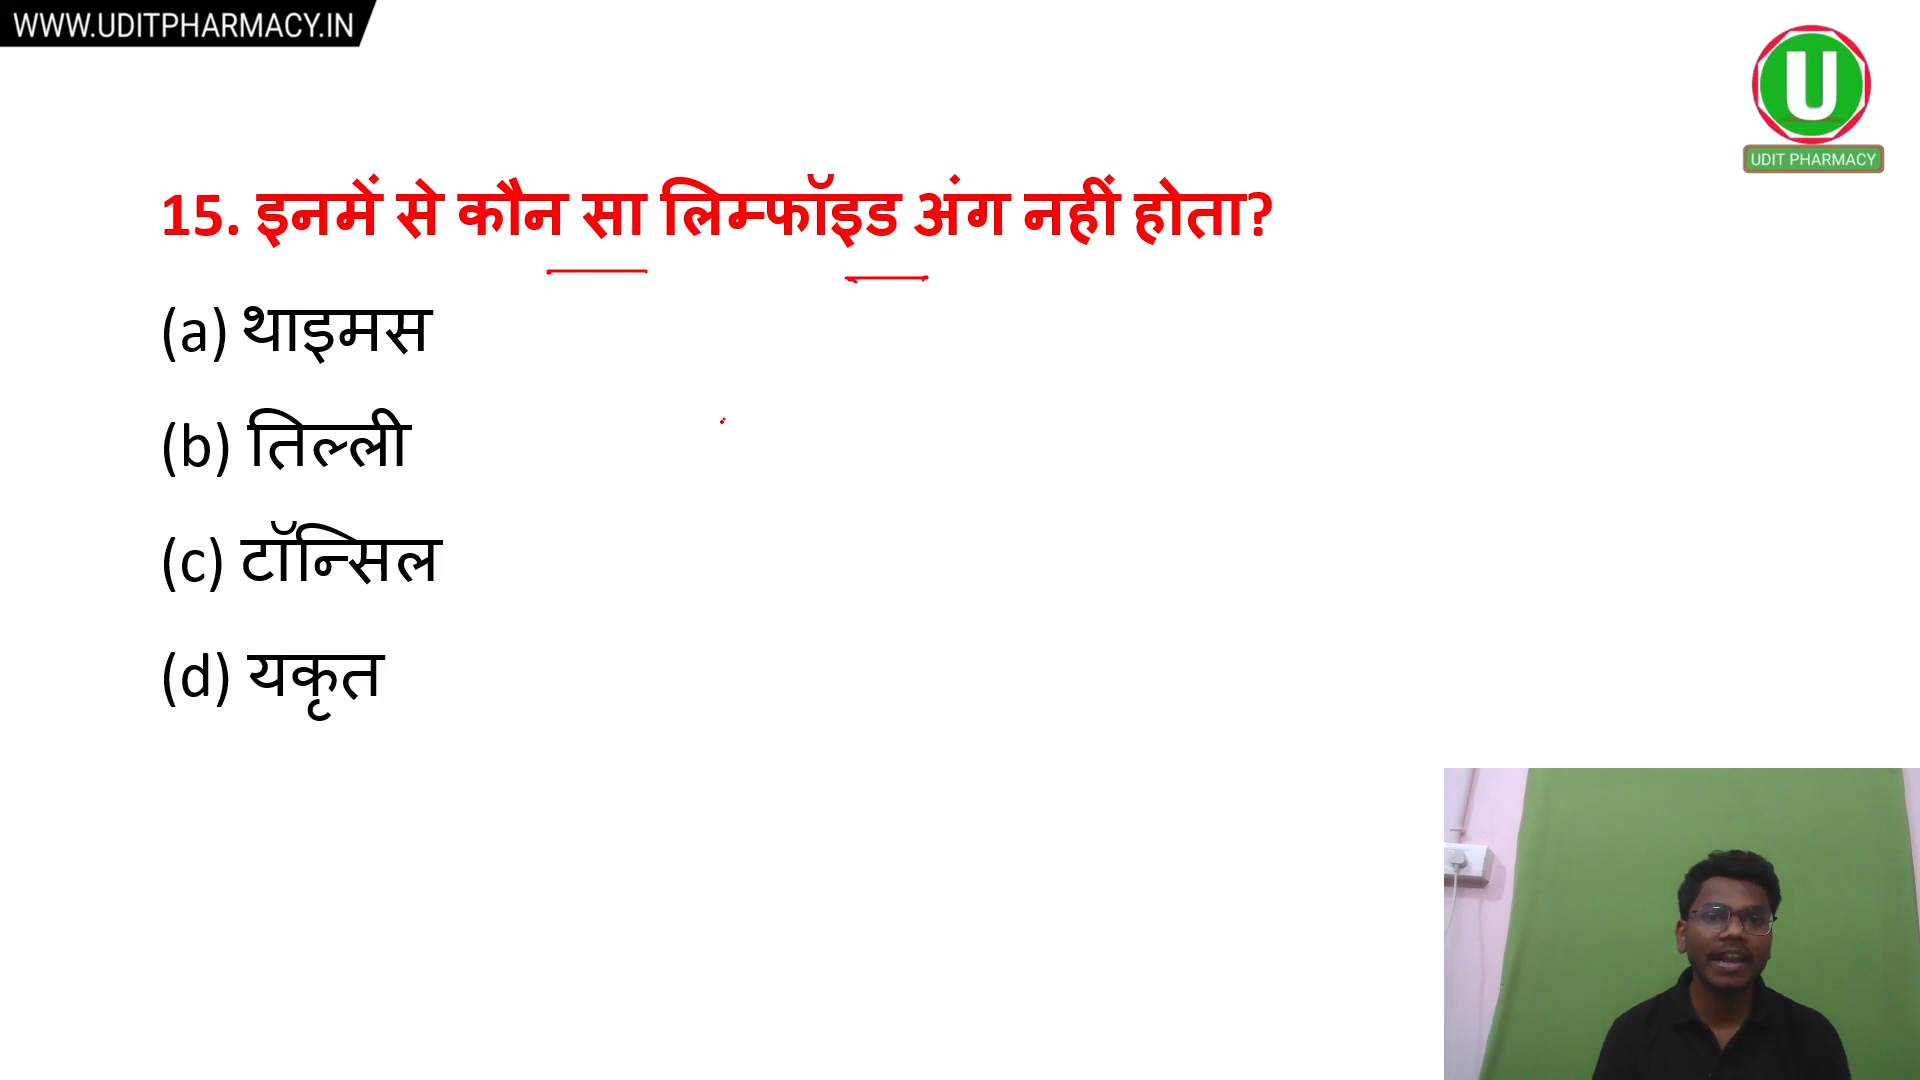 WWW.UDITPHARMACY.IN
U
UDIT PHARMACY
15. इनमें से कौन सा लिम्फॉइड अंग नहीं होता?
(a) थाइमस
(b) तिल्ली
(c) टॉन्सिल
(d) यकृत